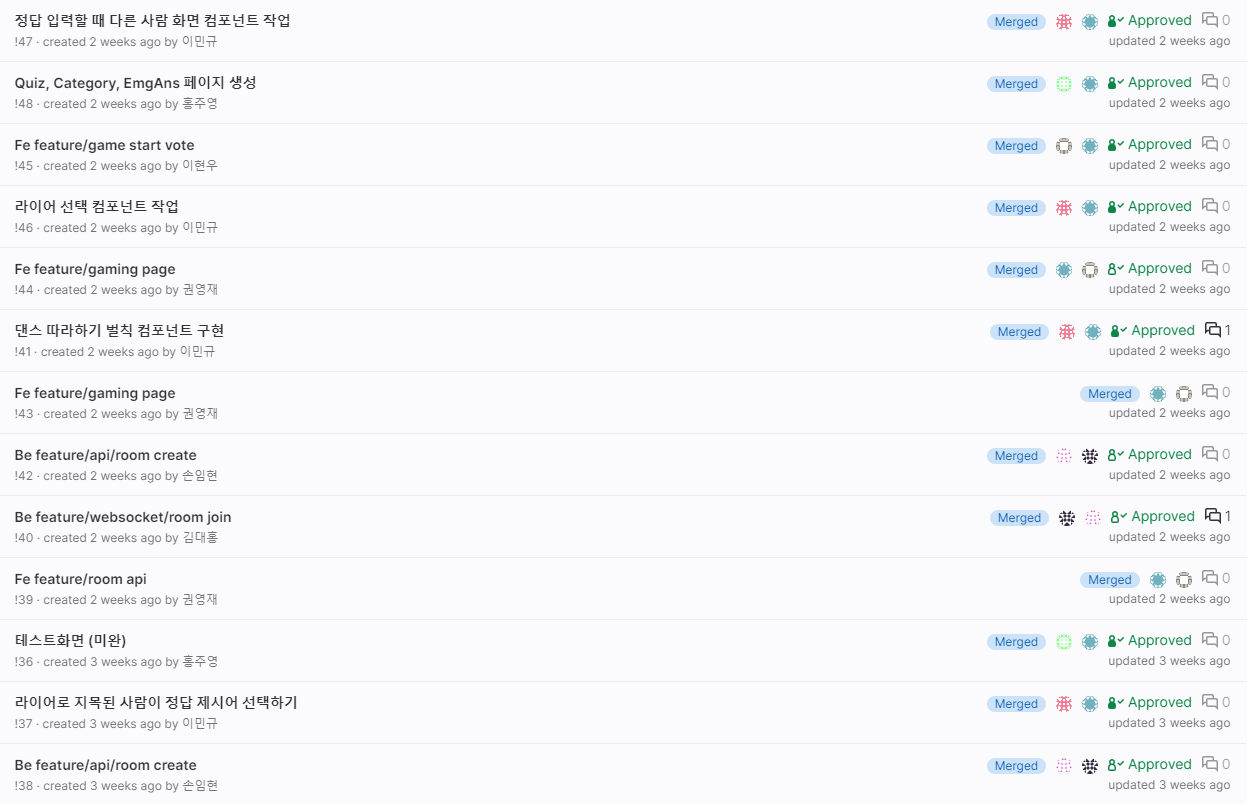 정답 입력할 때 다른 사람 화면 컴포넌트 작업 Merged Approved 0
!47 · created 2 weeks ago by 이민규 updated 2 weeks ago
Quiz, Category, EmgAns 페이지 생성 Merged Approved 0
!48 · created 2 weeks ago by 홍주영 updated 2 weeks ago
Fe feature/game start vote Merged Approved 0
!45 · created 2 weeks ago by 이현우 updated 2 weeks ago
라이어 선택 컴포넌트 작업 Merged Approved 0
!46 · created 2 weeks ago by 이민규 updated 2 weeks ago
Fe feature/gaming page Merged Approved 0
!44 · created 2 weeks ago by 권영재 updated 2 weeks ago
댄스 따라하기 벌칙 컴포넌트 구현 Merged Approved 1
!41 · created 2 weeks ago by 이민규 updated 2 weeks ago
Fe feature/gaming page Merged 0
!43 · created 2 weeks ago by 권영재 updated 2 weeks ago
Be feature/api/room create Merged Approved 0
!42 · created 2 weeks ago by 손임현 updated 2 weeks ago
Be feature/websocket/room join Merged Approved 1
!40 · created 2 weeks ago by 김대홍 updated 2 weeks ago
Fe feature/room api Merged 0
!39 · created 2 weeks ago by 권영재 updated 2 weeks ago
테스트화면 (미완) Merged Approved 0
!36 · created 3 weeks ago by 홍주영 updated 3 weeks ago
라이어로 지목된 사람이 정답 제시어 선택하기 Merged Approved 0
!37 · created 3 weeks ago by 이민규 updated 3 weeks ago
Be feature/api/room create Merged Approved 0
!38 · created 3 weeks ago by 손임현 updated 3 weeks ago